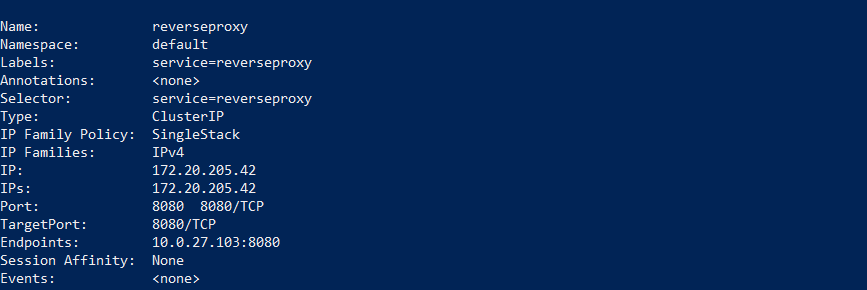 Name:              reverseproxy
Namespace:         default
Labels:            service=reverseproxy
Annotations:       <none>
Selector:          service=reverseproxy
Type:              ClusterIP
IP Family Policy:  SingleStack
IP Families:       IPv4
IP:                172.20.205.42
IPs:               172.20.205.42
Port:              8080  8080/TCP
TargetPort:        8080/TCP
Endpoints:         10.0.27.103:8080
Session Affinity:  None
Events:            <none>